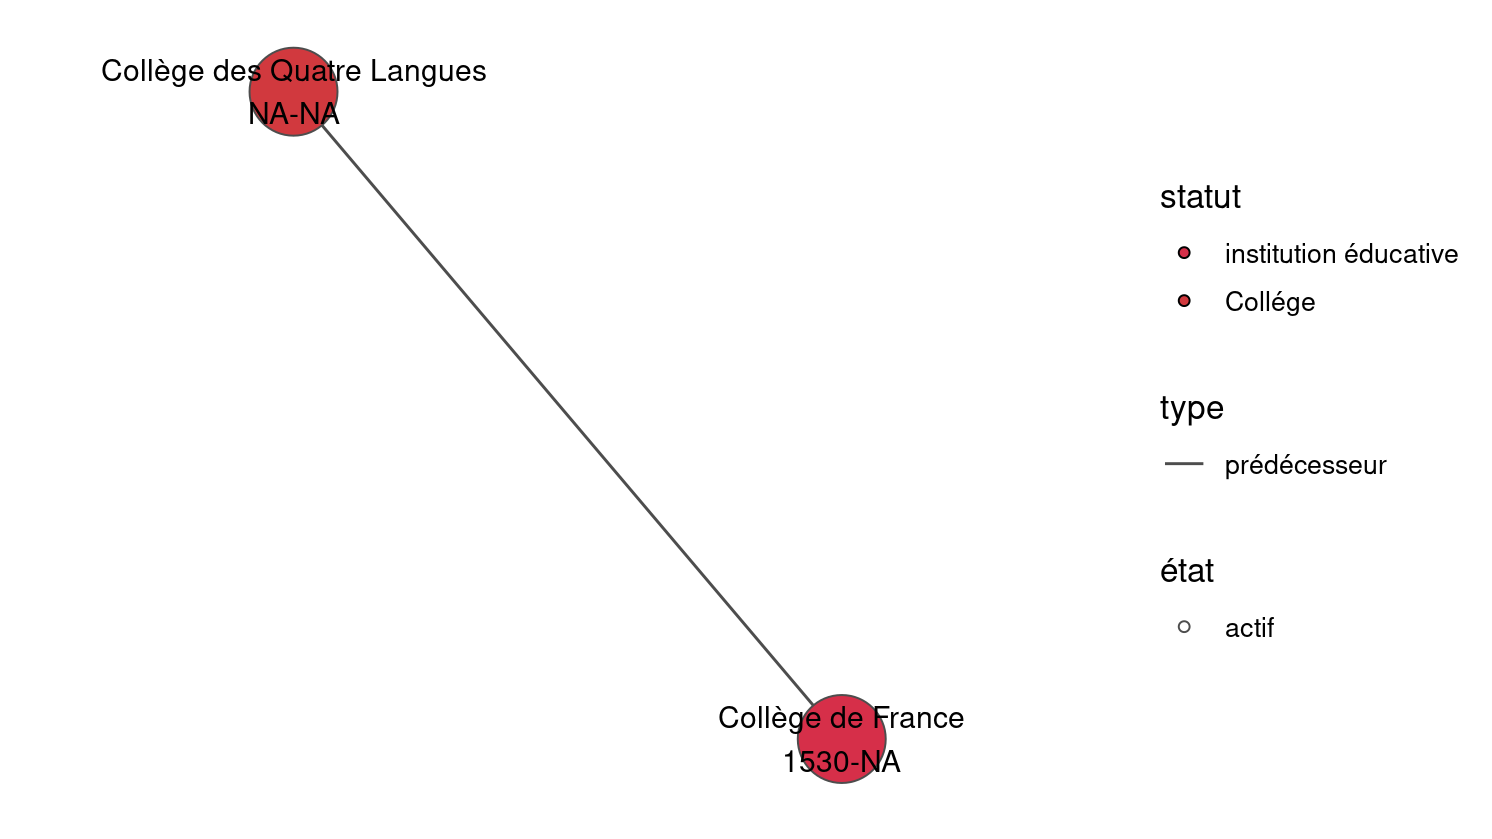 Collège des Quatre Langues
NA-NA
Collège de France
1530-NA
statut
institution éducative
Collége
type
prédécesseur
état
actif